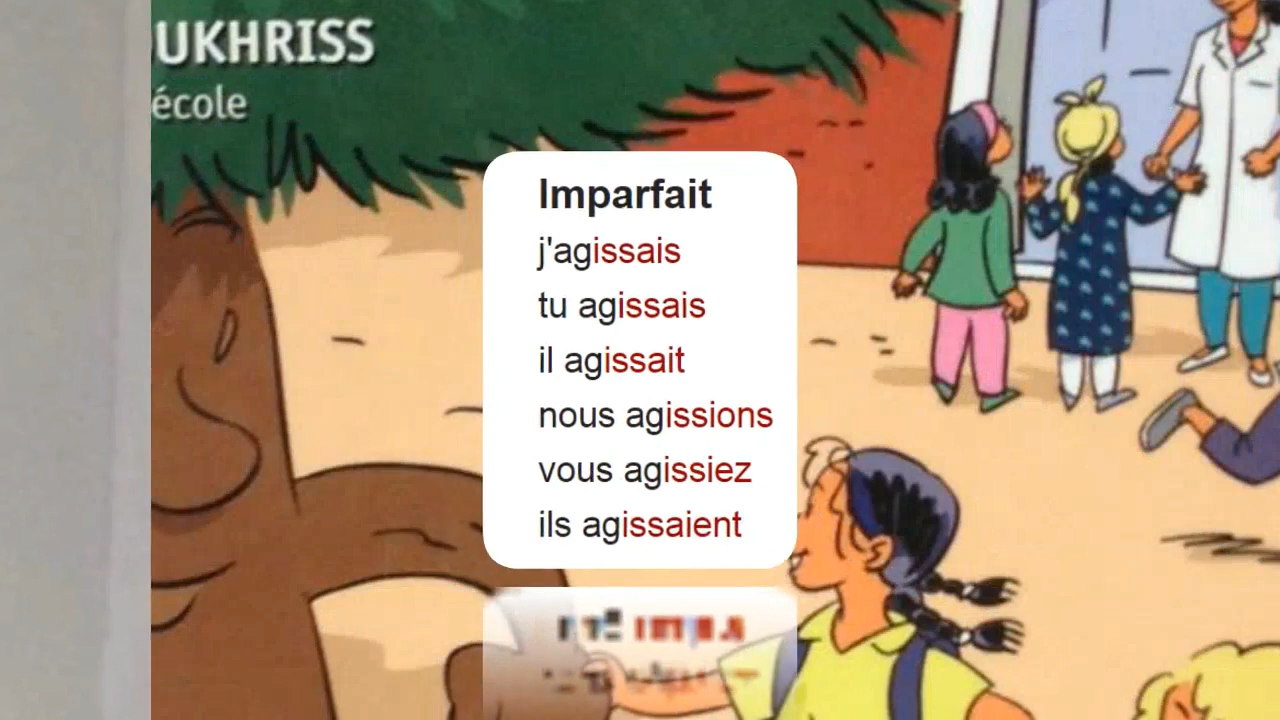 UKHRISS
école
Imparfait
j'agissais
tu agissais
il agissait
nous agissions
vous agissiez
ils agissaient